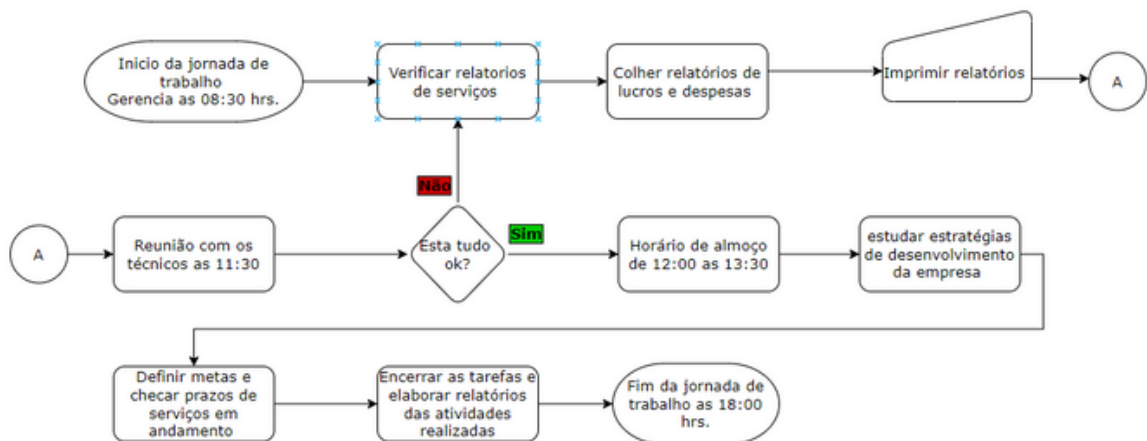 Inicio da jornada de
trabalho
Gerencia as 08:30 hrs.
Verificar relatorios
de serviços
Colher relatórios de
lucros e despesas
Imprimir relatórios
A
Não
A
Reunião com os
técnicos as 11:30
Esta tudo
ok?
Sim
Horário de almoço
de 12:00 as 13:30
estudar estratégias
de desenvolvimento
da empresa
Definir metas e
checar prazos de
serviços em
andamento
Encerrar as tarefas e
elaborar relatórios
das atividades
realizadas
Fim da jornada de
trabalho as 18:00
hrs.